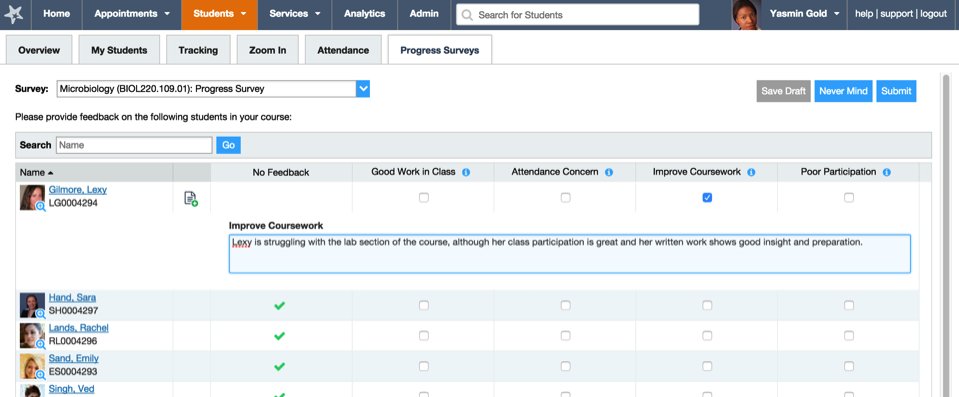 Home Appointments Students Services Analytics Admin Search for Students Yasmin Gold help | support | logout
Overview My Students Tracking Zoom In Attendance Progress Surveys
Survey: Microbiology (BIOL220.109.01): Progress Survey Save Draft Never Mind Submit
Please provide feedback on the following students in your course:
Search Name Go
Name No Feedback Good Work in Class Attendance Concern Improve Coursework Poor Participation
Gilmore, Lexy
LG0004294
Improve Coursework
Lexy is struggling with the lab section of the course, although her class participation is great and her written work shows good insight and preparation.
Hand, Sara
SH0004297
Lands, Rachel
RL0004296
Sand, Emily
ES0004293
Singh, Ved